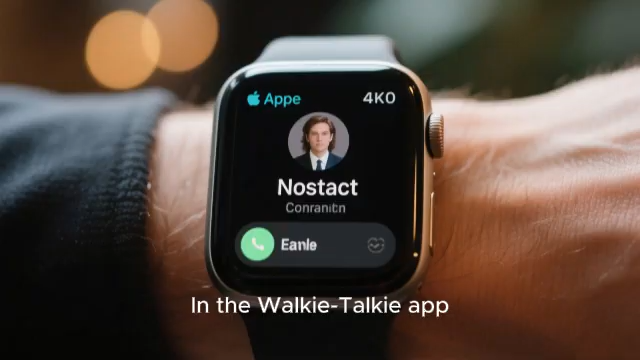 Appe 4K0
Nostact
Conranitn
Eanle
In the Walkie-Talkie app